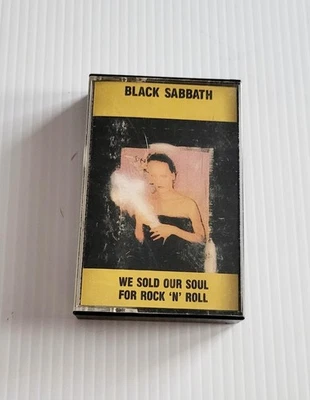 BLACK SABBATH
WE SOLD OUR SOUL
FOR ROCK 'N' ROLL